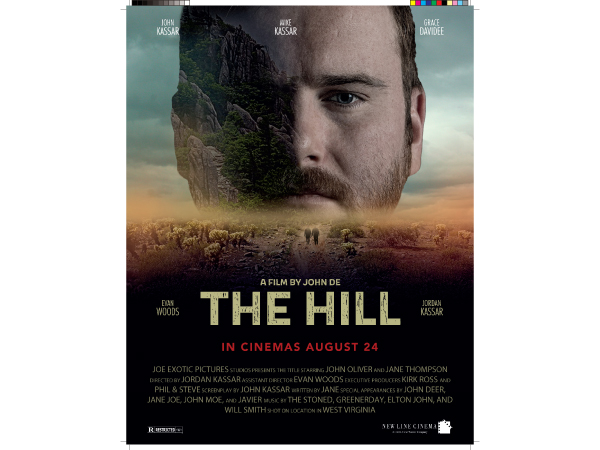 JOHN KASSAR
MIKE KASSAR
GRACE DAVIDEE
A FILM BY JOHN DE
THE HILL
EVAN WOODS
JORDAN KASSAR
IN CINEMAS AUGUST 24
JOE EXOTIC PICTURES STUDIOS PRESENTS THE TITLE STARRING JOHN OLIVER AND JANE THOMPSON
DIRECTED BY JORDAN KASSAR ASSISTANT DIRECTOR EVAN WOODS EXECUTIVE PRODUCERS KIRK ROSS AND
PHIL & STEVE SCREENPLAY BY JOHN KASSAR WRITTEN BY JANE SPECIAL APPEARANCES BY JOHN DEER,
JANE JOE, JOHN MOE, AND JAVIER MUSIC BY THE STONED, GREENERDAY, ELTON JOHN, AND
WILL SMITH SHOT ON LOCATION IN WEST VIRGINIA
R RESTRICTED
NEW LINE CINEMA